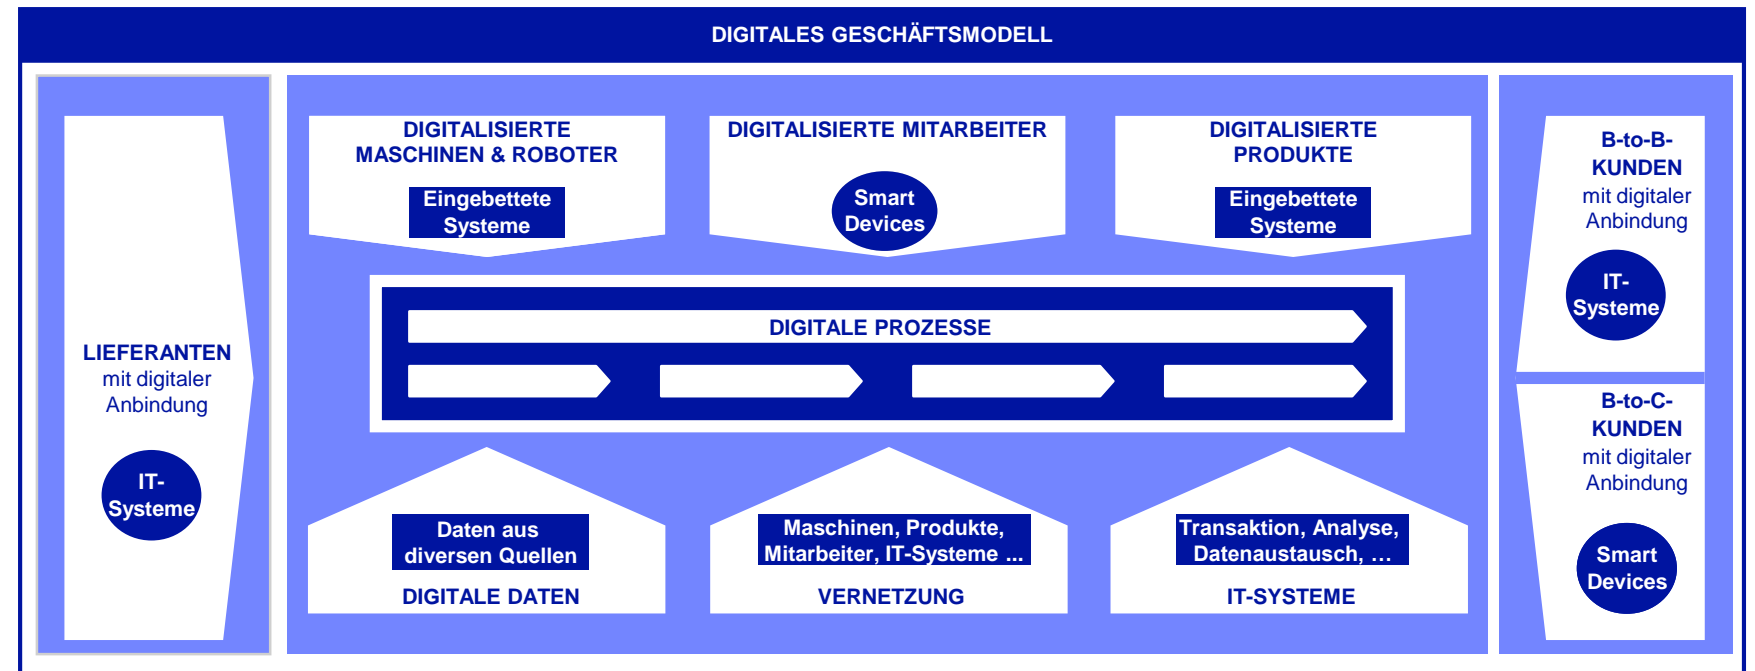 DIGITALES GESCHÄFTSMODELL
LIEFERANTEN
mit digitaler
Anbindung
IT-
Systeme
DIGITALISIERTE
MASCHINEN & ROBOTER
Eingebettete
Systeme
DIGITALISIERTE MITARBEITER
Smart
Devices
DIGITALISIERTE
PRODUKTE
Eingebettete
Systeme
DIGITALE PROZESSE
Daten aus
diversen Quellen
DIGITALE DATEN
Maschinen, Produkte,
Mitarbeiter, IT-Systeme ...
VERNETZUNG
Transaktion, Analyse,
Datenaustausch, …
IT-SYSTEME
B-to-B-
KUNDEN
mit digitaler
Anbindung
IT-
Systeme
B-to-C-
KUNDEN
mit digitaler
Anbindung
Smart
Devices